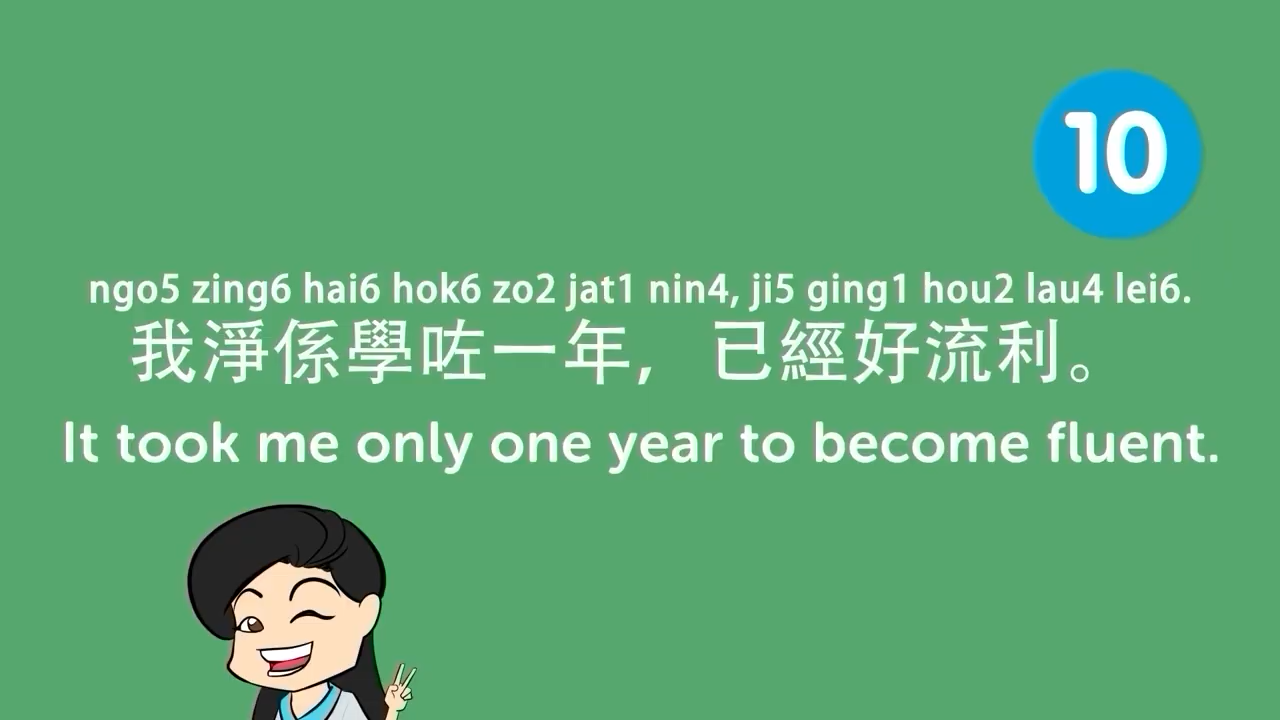 10
ngo5 zing6 hai6 hok6 zo2 jat1 nin4, ji5 ging1 hou2 lau4 lei6.
我淨係學咗一年，已經好流利。
It took me only one year to become fluent.